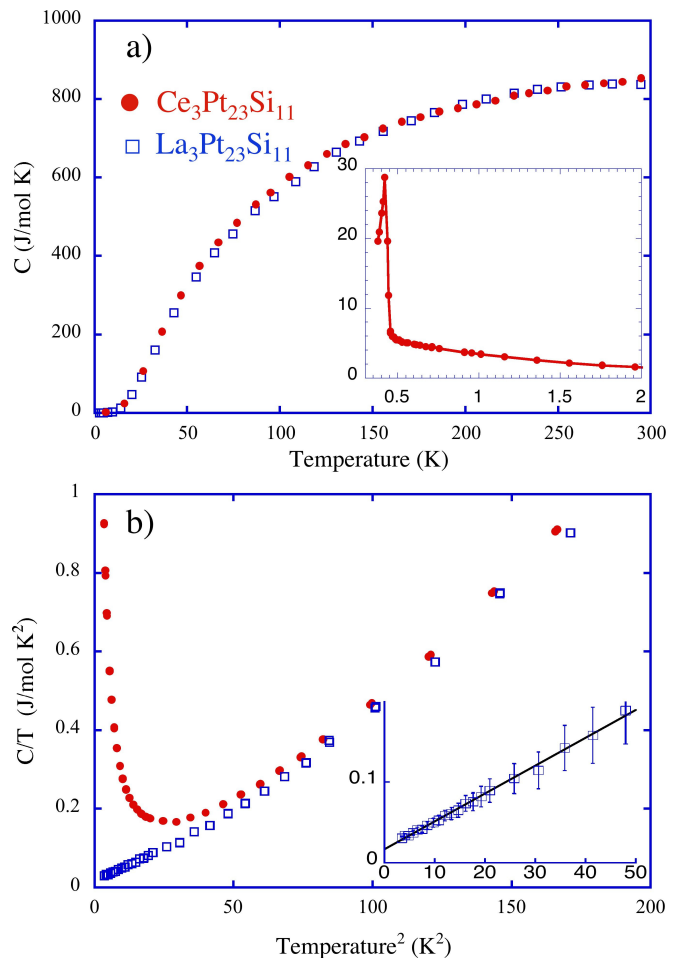 a)
Ce₃Pt₂₃Si₁₁
La₃Pt₂₃Si₁₁
C (J/mol K)
1000
800
600
400
200
0
0 50 100 150 200 250 300
Temperature (K)
30
20
10
0
0.5 1 1.5 2
b)
C/T (J/mol K²)
1
0.8
0.6
0.4
0.2
0
0 50 100 150 200
Temperature² (K²)
0.1
0
0 10 20 30 40 50